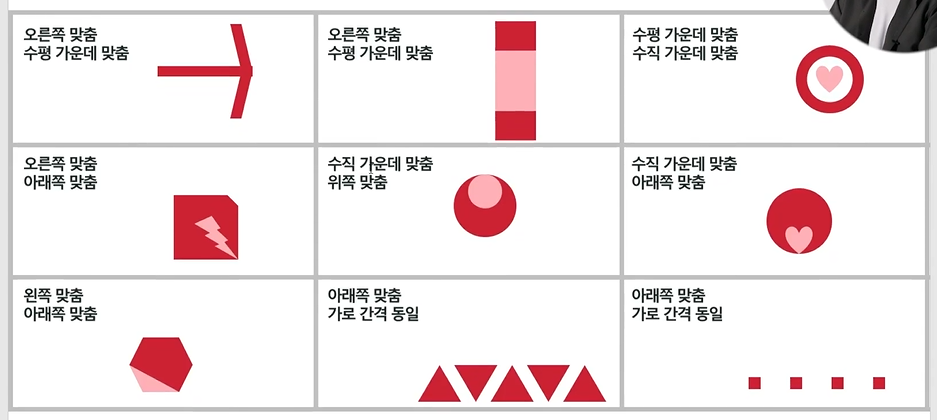 오른쪽 맞춤
수평 가운데 맞춤
오른쪽 맞춤
수평 가운데 맞춤
수평 가운데 맞춤
수직 가운데 맞춤
오른쪽 맞춤
아래쪽 맞춤
수직 가운데 맞춤
위쪽 맞춤
수직 가운데 맞춤
아래쪽 맞춤
왼쪽 맞춤
아래쪽 맞춤
아래쪽 맞춤
가로 간격 동일
아래쪽 맞춤
가로 간격 동일